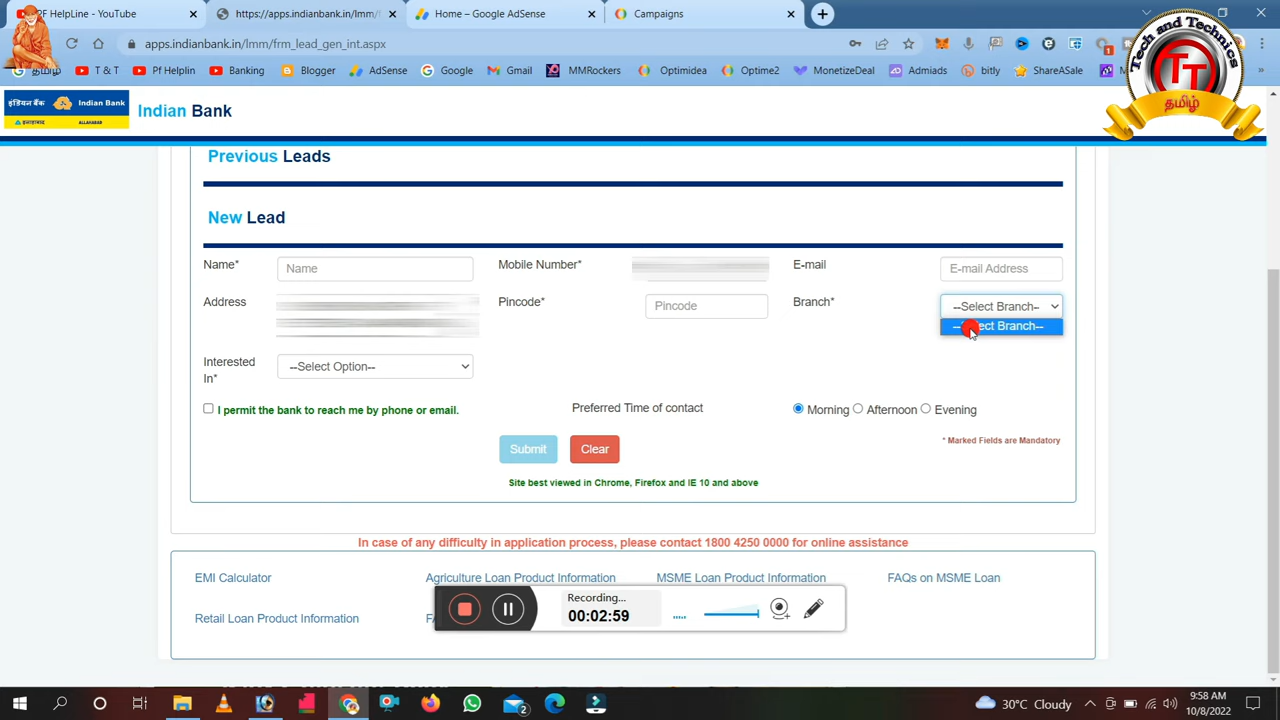 PF HelpLine - YouTube
https://apps.indianbank.in/lmm/f
Home – Google AdSense
Campaigns
apps.indianbank.in/lmm/frm_lead_gen_int.aspx
தமிழ்
T & T
Pf Helplin
Banking
Blogger
AdSense
Google
Gmail
MMRockers
Optimidea
Optime2
MonetizeDeal
Admiads
bitly
ShareASale
Tech and Technics
TT
தமிழ்
इंडियन बैंक
Indian Bank
इलाहाबाद
ALLAHABAD
Indian Bank
Previous Leads
New Lead
Name*
Name
Mobile Number*
E-mail
E-mail Address
Address
Pincode*
Pincode
Branch*
--Select Branch--
ect Branch--
Interested
In*
--Select Option--
I permit the bank to reach me by phone or email.
Preferred Time of contact
Morning
Afternoon
Evening
Submit
Clear
* Marked Fields are Mandatory
Site best viewed in Chrome, Firefox and IE 10 and above
In case of any difficulty in application process, please contact 1800 4250 0000 for online assistance
EMI Calculator
Agriculture Loan Product Information
MSME Loan Product Information
FAQs on MSME Loan
Recording...
00:02:59
Retail Loan Product Information
30°C Cloudy
9:58 AM
10/8/2022